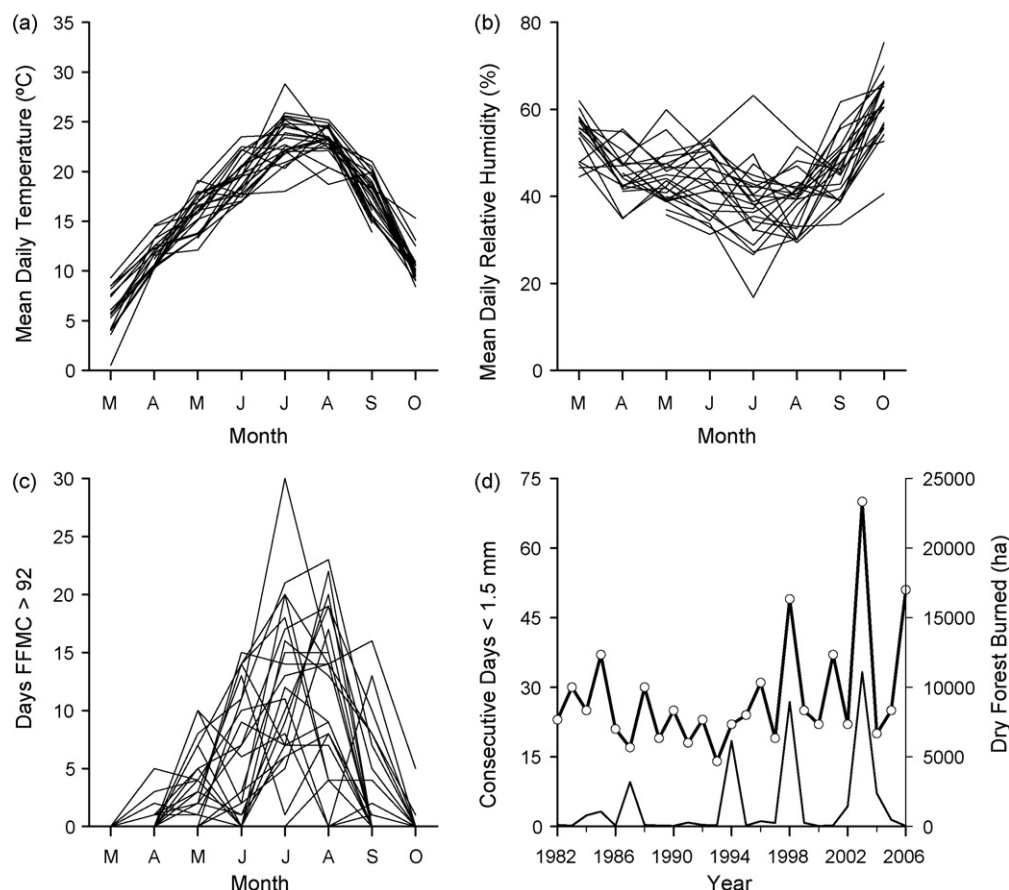 (a)
35
30
25
20
15
10
5
0
Mean Daily Temperature (ºC)
M A M J J A S O
Month
(b)
80
60
40
20
0
Mean Daily Relative Humidity (%)
M A M J J A S O
Month
(c)
30
25
20
15
10
5
0
Days FFMC > 92
M A M J J A S O
Month
(d)
75
60
45
30
15
0
Consecutive Days < 1.5 mm
25000
20000
15000
10000
5000
0
Dry Forest Burned (ha)
1982 1986 1990 1994 1998 2002 2006
Year